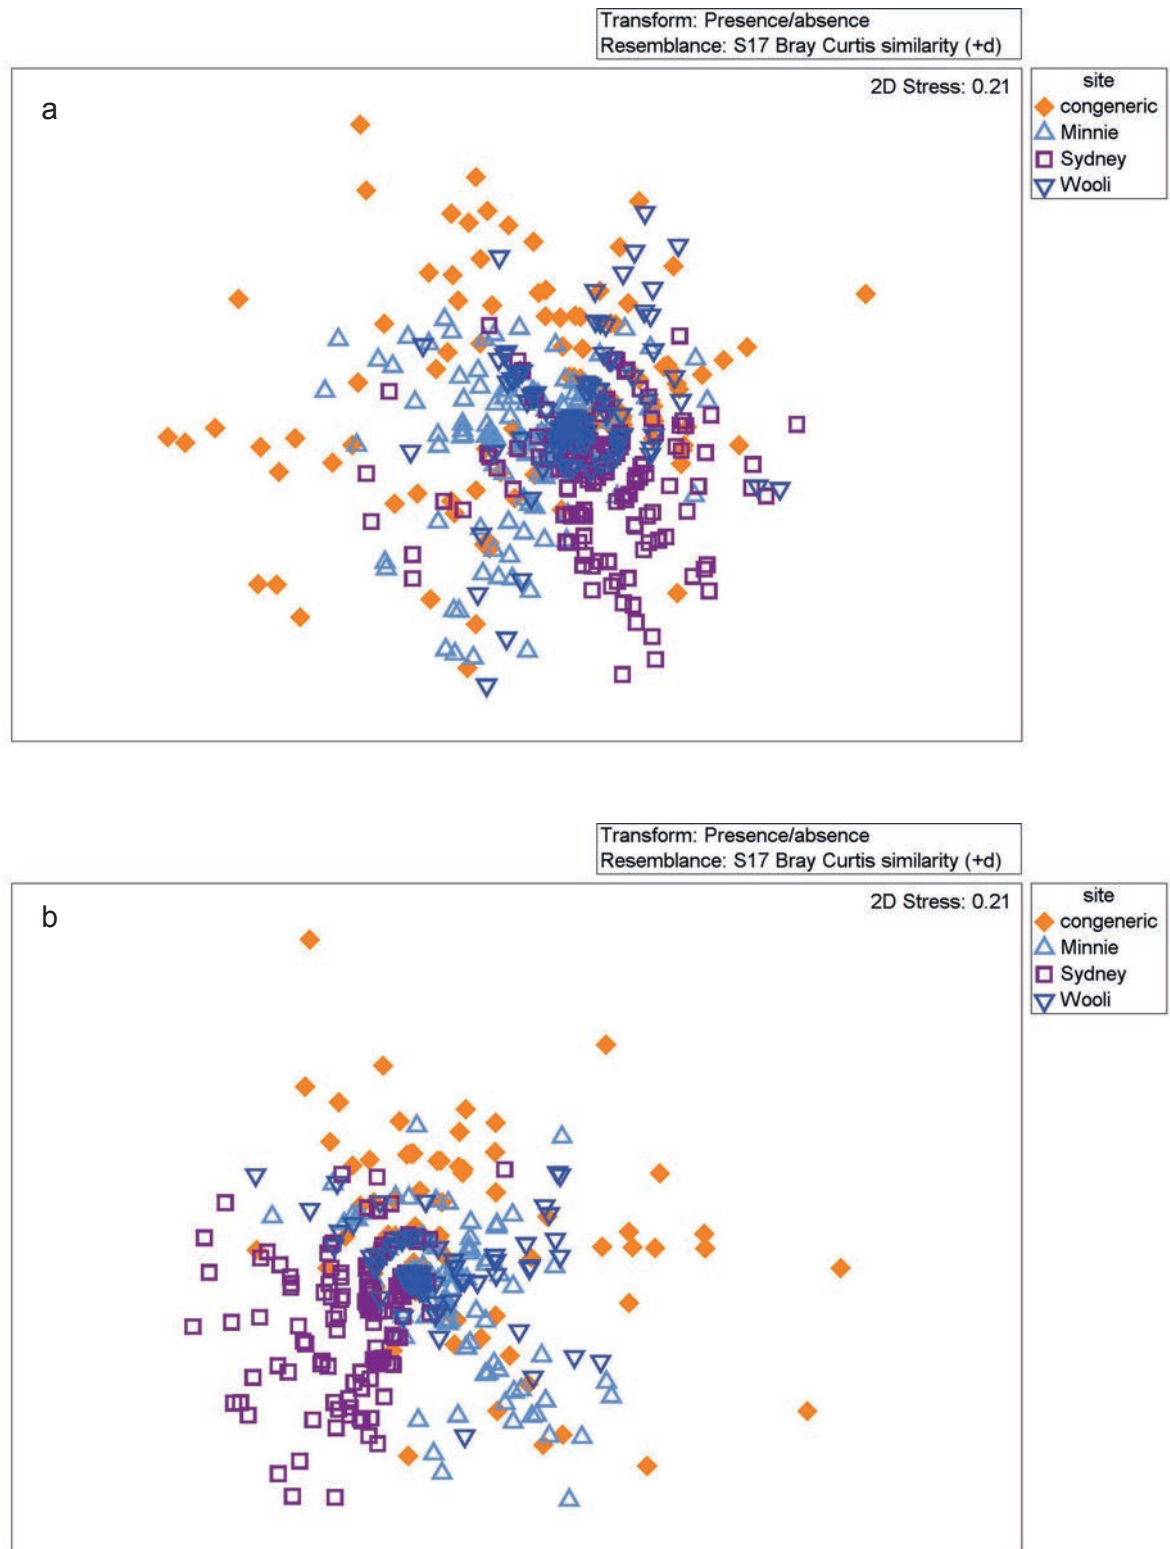 Transform: Presence/absence
Resemblance: S17 Bray Curtis similarity (+d)
a
2D Stress: 0.21
site
congeneric
Minnie
Sydney
Wooli
Transform: Presence/absence
Resemblance: S17 Bray Curtis similarity (+d)
b
2D Stress: 0.21
site
congeneric
Minnie
Sydney
Wooli